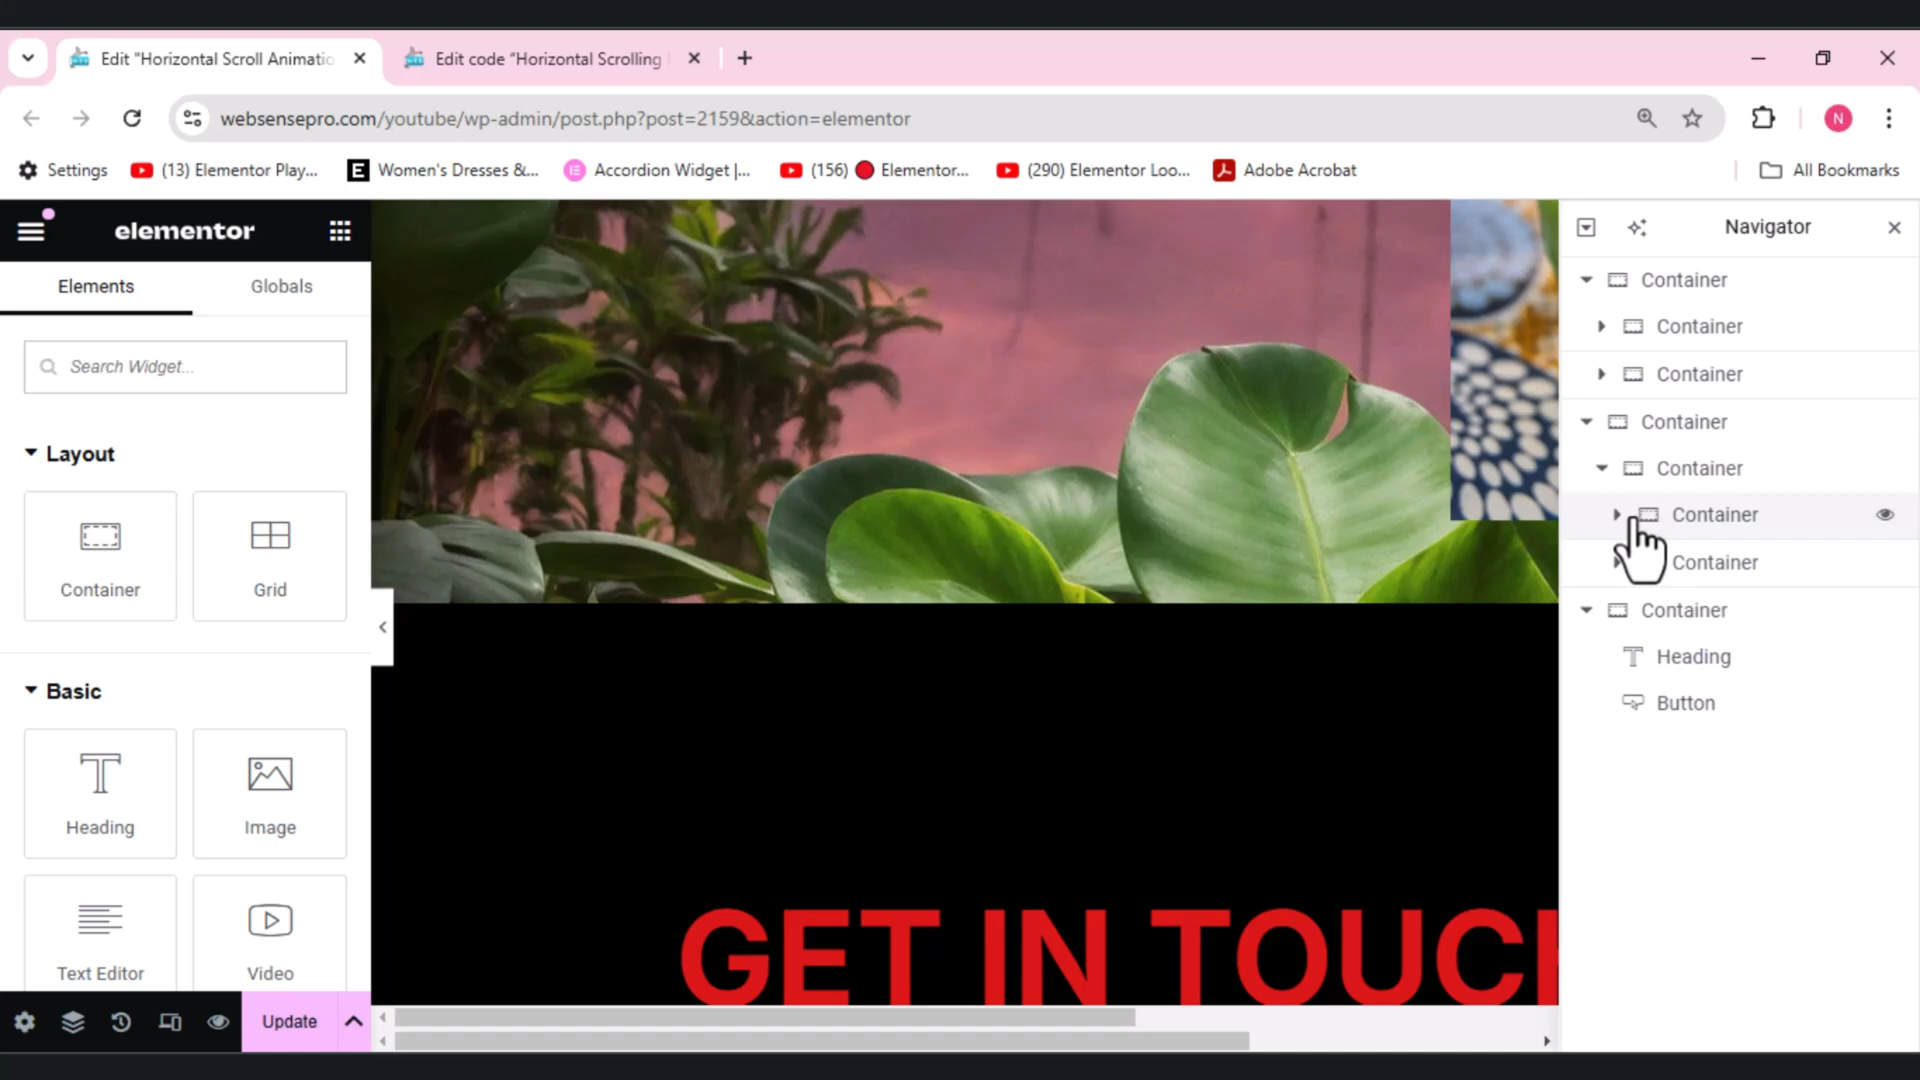 Edit "Horizontal Scroll Animatio
Edit code "Horizontal Scrolling
websensepro.com/youtube/wp-admin/post.php?post=2159&action=elementor
N
Settings
(13) Elementor Play...
Women's Dresses &...
Accordion Widget |...
(156) 🔴 Elementor...
(290) Elementor Loo...
Adobe Acrobat
All Bookmarks
elementor
Elements
Globals
Search Widget...
Layout
Container
Grid
Basic
Heading
Image
Text Editor
Video
Update
GET IN TOUCH
Navigator
Container
Container
Container
Container
Container
Container
Container
Container
Heading
Button